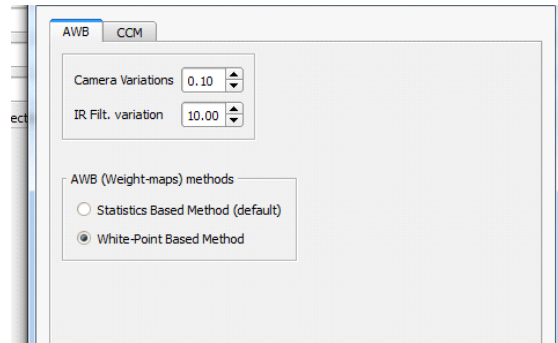 AWB CCM
Camera Variations 0.10
ect
IR Filt. variation 10.00
AWB (Weight-maps) methods
Statistics Based Method (default)
White-Point Based Method